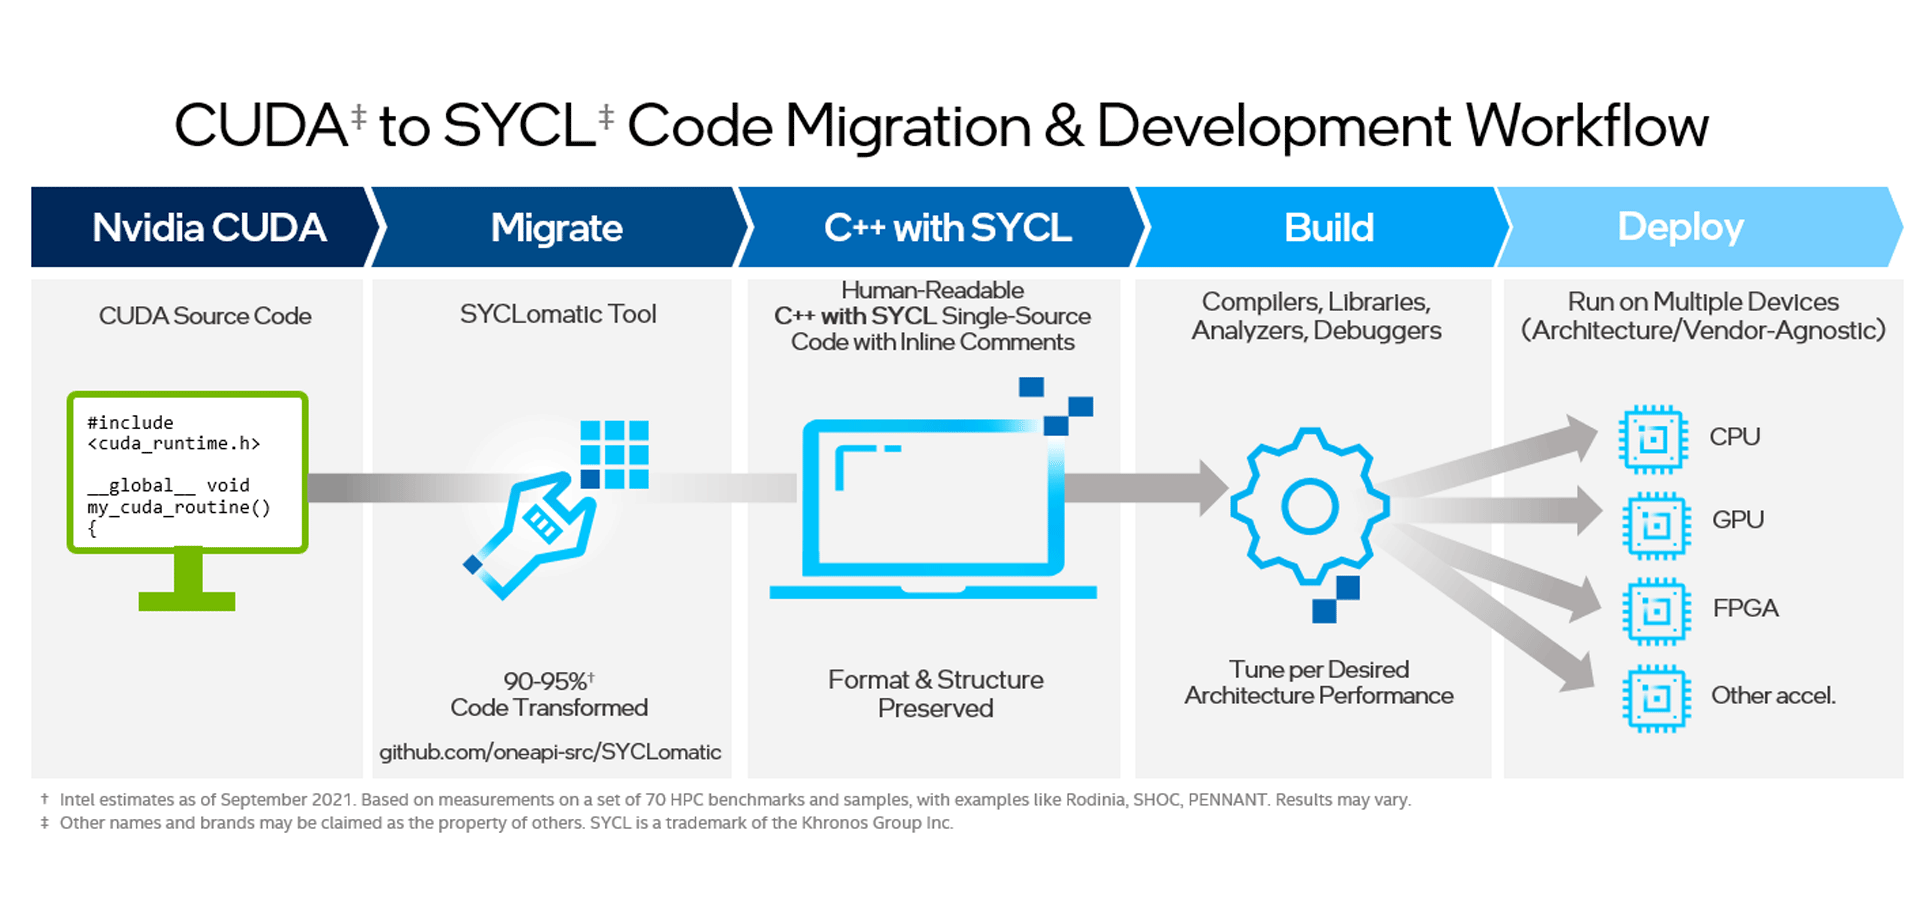 CUDA‡ to SYCL‡ Code Migration & Development Workflow
Nvidia CUDA
Migrate
C++ with SYCL
Build
Deploy
CUDA Source Code
#include
<cuda_runtime.h>
__global__ void
my_cuda_routine()
{
SYCLomatic Tool
90-95%†
Code Transformed
github.com/oneapi-src/SYCLomatic
Human-Readable
C++ with SYCL Single-Source
Code with Inline Comments
Format & Structure
Preserved
Compilers, Libraries,
Analyzers, Debuggers
Tune per Desired
Architecture Performance
Run on Multiple Devices
(Architecture/Vendor-Agnostic)
CPU
GPU
FPGA
Other accel.
† Intel estimates as of September 2021. Based on measurements on a set of 70 HPC benchmarks and samples, with examples like Rodinia, SHOC, PENNANT. Results may vary.
‡ Other names and brands may be claimed as the property of others. SYCL is a trademark of the Khronos Group Inc.